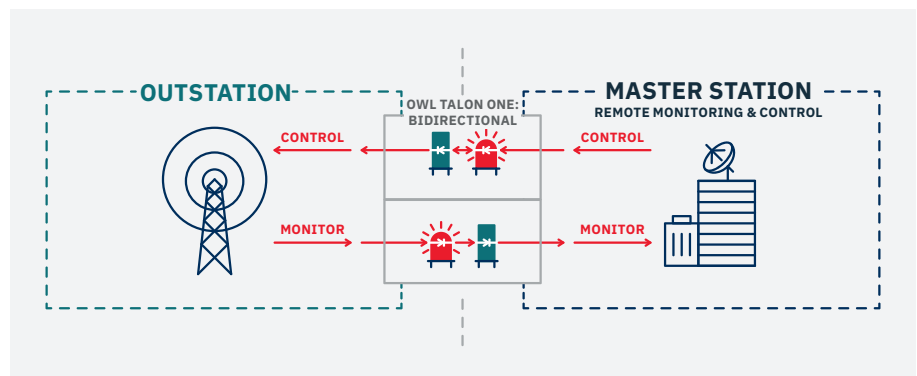 OUTSTATION
MASTER STATION
REMOTE MONITORING & CONTROL
OWL TALON ONE:
BIDIRECTIONAL
CONTROL
CONTROL
MONITOR
MONITOR